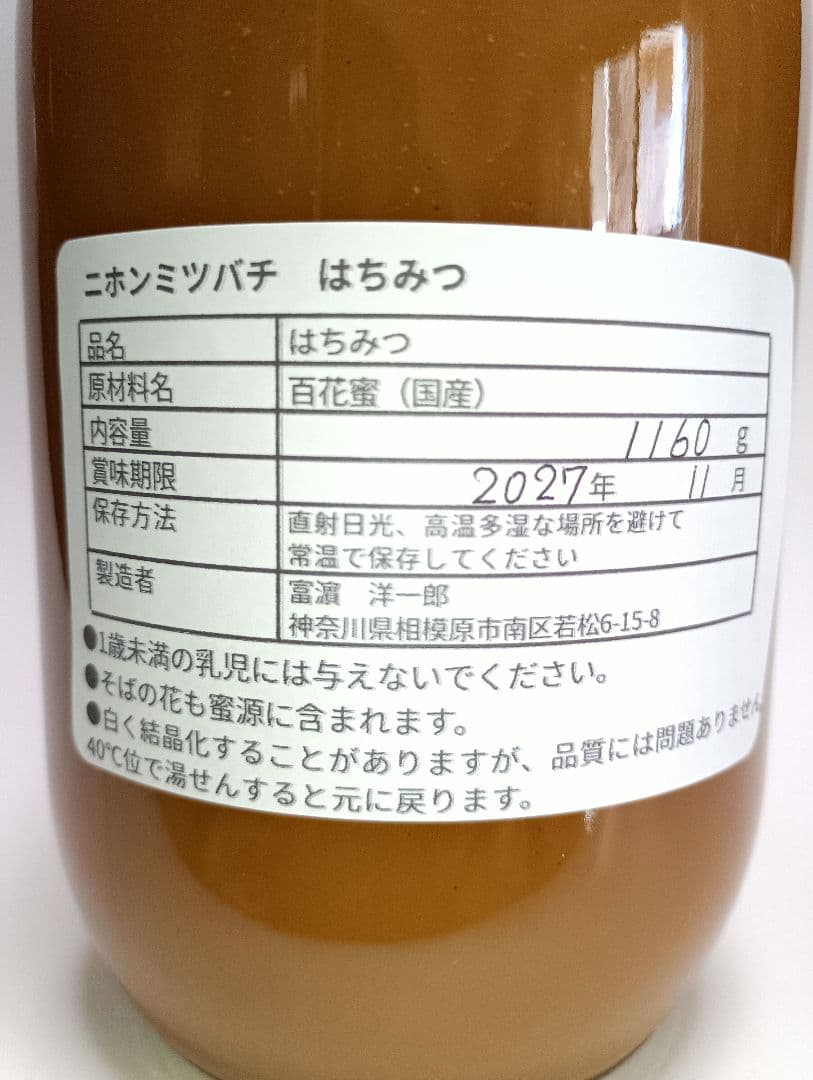 ニホンミツバチ　はちみつ
品名 はちみつ
原材料名 百花蜜（国産）
内容量 1160 g
賞味期限 2027年 11月
保存方法 直射日光、高温多湿な場所を避けて
常温で保存してください
製造者 富濵　洋一郎
神奈川県相模原市南区若松6-15-8
●1歳未満の乳児には与えないでください。
●そばの花も蜜源に含まれます。
●白く結晶化することがありますが、品質には問題ありません
40℃位で湯せんすると元に戻ります。